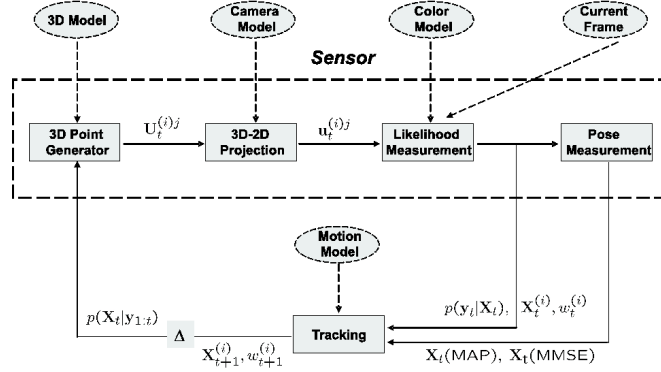 3D Model
Camera
Model
Color
Model
Current
Frame
Sensor
3D Point
Generator
U_t^{(i)j}
3D-2D
Projection
u_t^{(i)j}
Likelihood
Measurement
Pose
Measurement
Motion
Model
p(X_t|y_{1:t})
Δ
X_{t+1}^{(i)}, w_{t+1}^{(i)}
Tracking
p(y_t|X_t), X_t^{(i)}, w_t^{(i)}
X_t(MAP), X_t(MMSE)